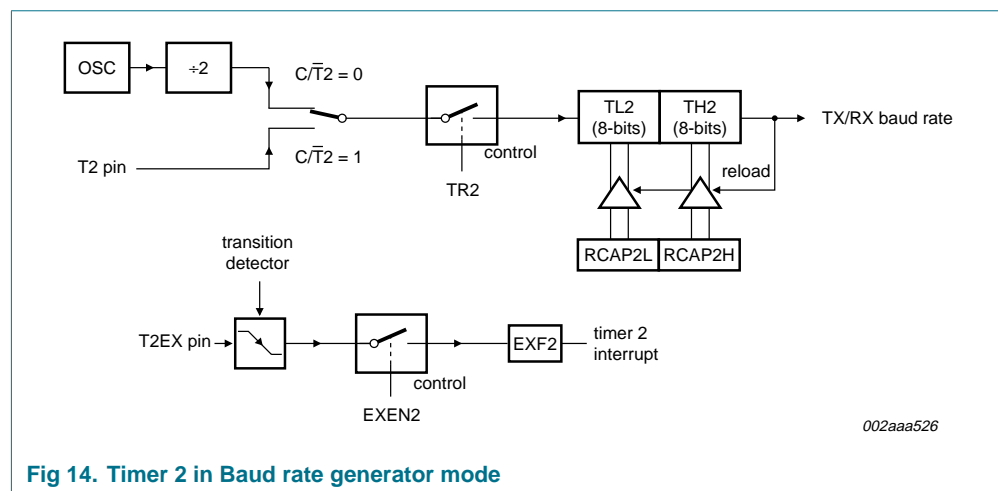 OSC
÷2
C/T̅2 = 0
C/T̅2 = 1
T2 pin
control
TR2
TL2
(8-bits)
TH2
(8-bits)
TX/RX baud rate
reload
RCAP2L
RCAP2H
transition
detector
T2EX pin
control
EXEN2
EXF2
timer 2
interrupt
002aaa526
Fig 14. Timer 2 in Baud rate generator mode